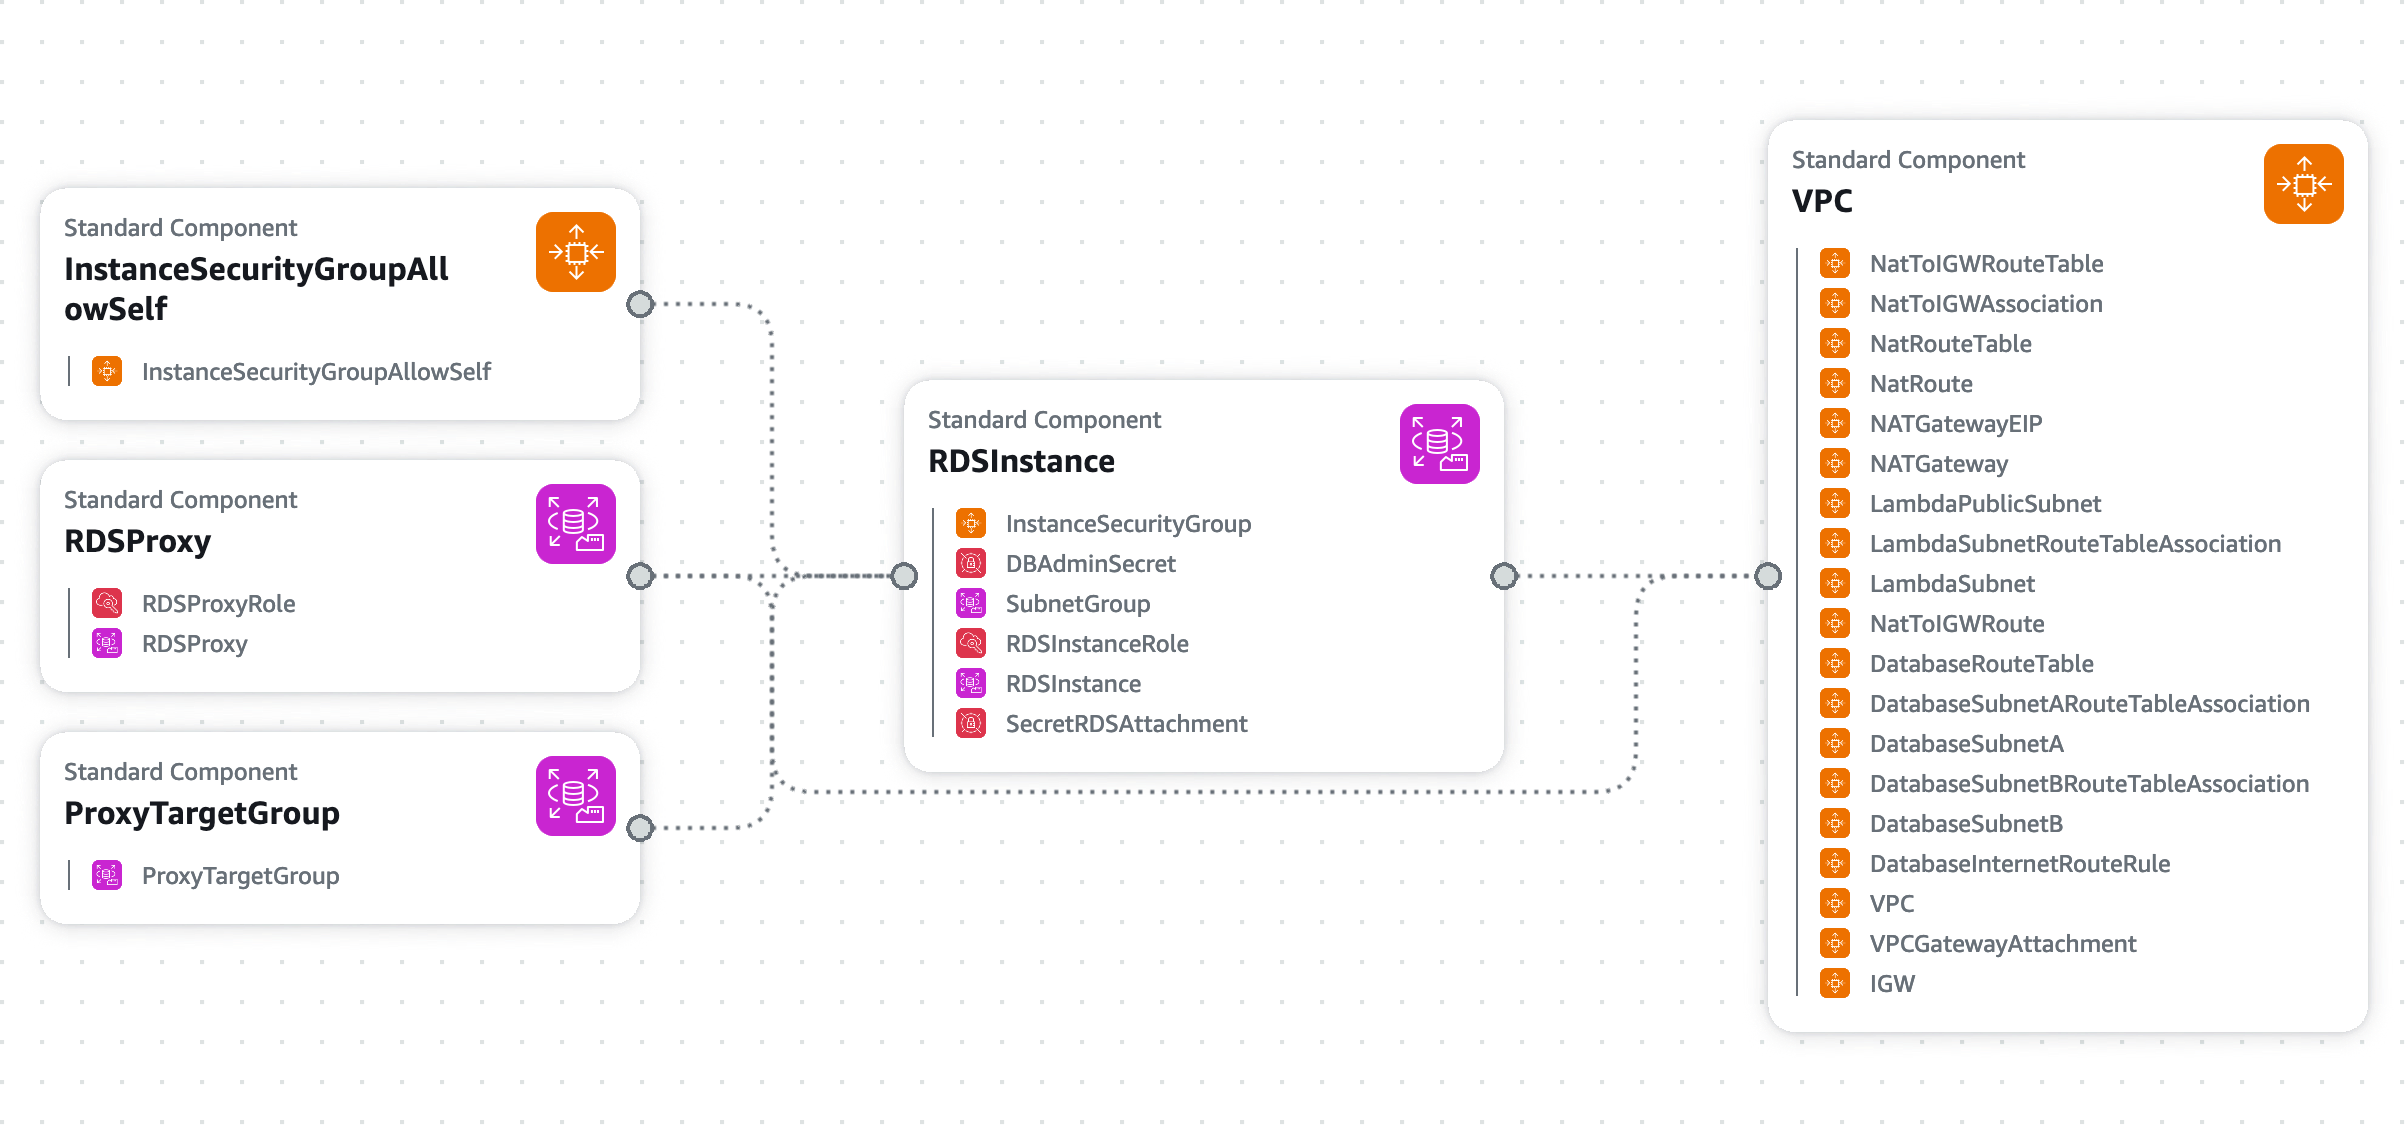 Standard Component
InstanceSecurityGroupAll
owSelf
InstanceSecurityGroupAllowSelf
Standard Component
RDSProxy
RDSProxyRole
RDSProxy
Standard Component
ProxyTargetGroup
ProxyTargetGroup
Standard Component
RDSInstance
InstanceSecurityGroup
DBAdminSecret
SubnetGroup
RDSInstanceRole
RDSInstance
SecretRDSAttachment
Standard Component
VPC
NatToIGWRouteTable
NatToIGWAssociation
NatRouteTable
NatRoute
NATGatewayEIP
NATGateway
LambdaPublicSubnet
LambdaSubnetRouteTableAssociation
LambdaSubnet
NatToIGWRoute
DatabaseRouteTable
DatabaseSubnetARouteTableAssociation
DatabaseSubnetA
DatabaseSubnetBRouteTableAssociation
DatabaseSubnetB
DatabaseInternetRouteRule
VPC
VPCGatewayAttachment
IGW